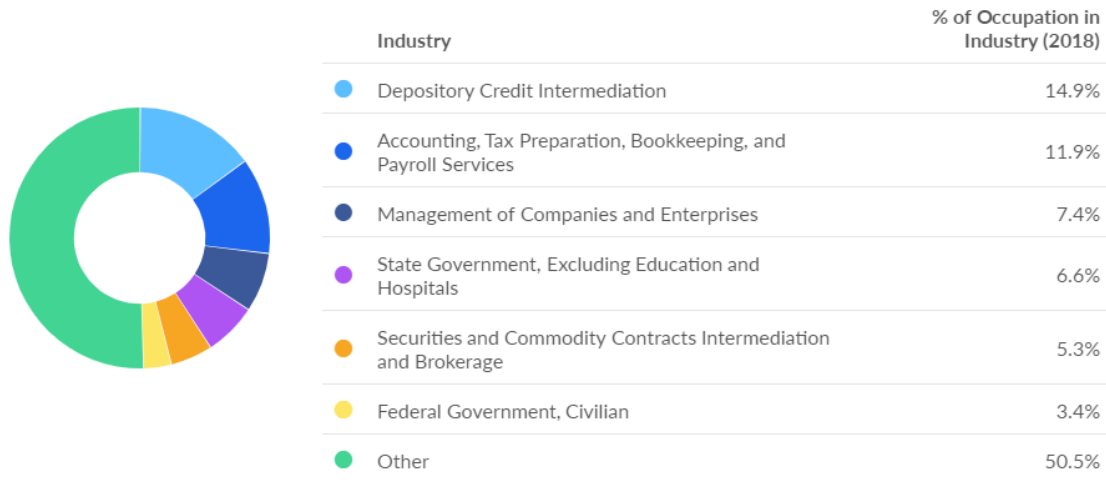 % of Occupation in
Industry
Industry (2018)
Depository Credit Intermediation
14.9%
Accounting, Tax Preparation, Bookkeeping, and
Payroll Services
11.9%
Management of Companies and Enterprises
7.4%
State Government, Excluding Education and
Hospitals
6.6%
Securities and Commodity Contracts Intermediation
and Brokerage
5.3%
Federal Government, Civilian
3.4%
Other
50.5%